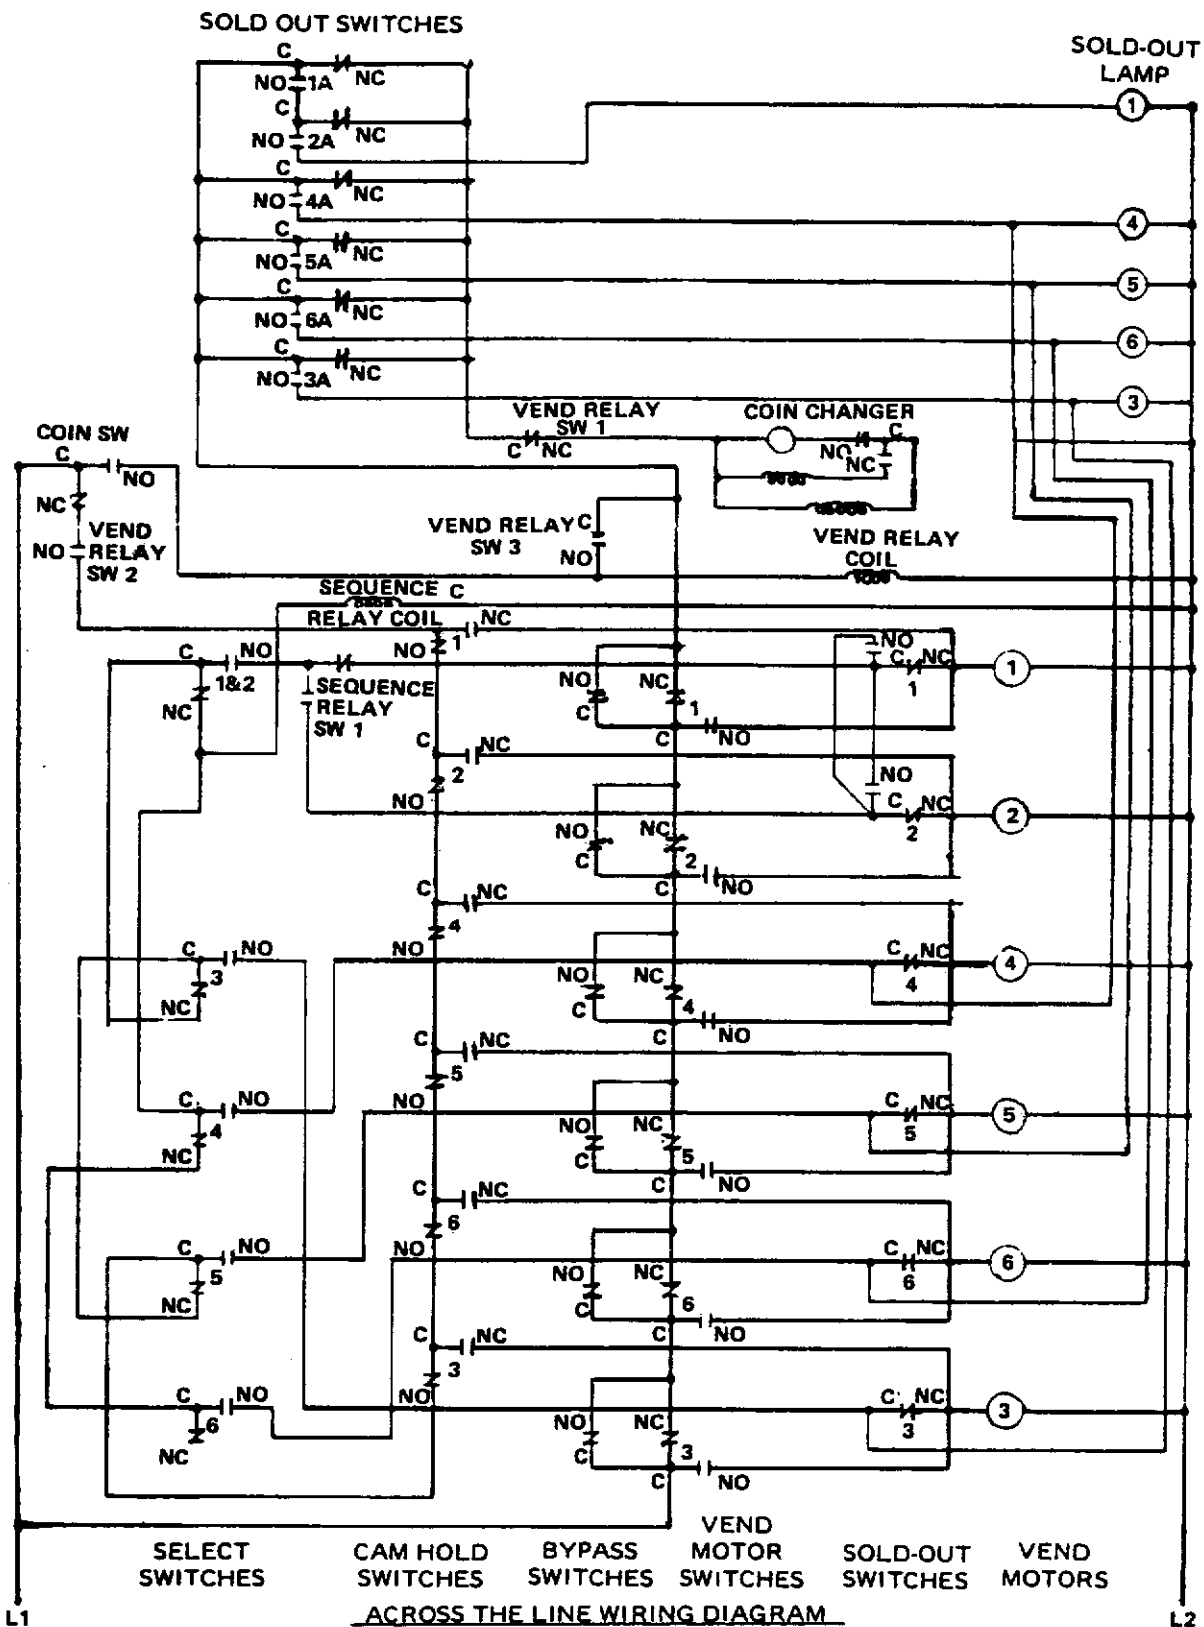 SOLD OUT SWITCHES
SOLD-OUT
LAMP
C
NO 1A NC
1
C
NO 2A NC
C
NO 4A NC
4
C
NO 5A NC
5
C
NO 6A NC
6
C
NO 3A NC
3
VEND RELAY
SW 1
C NC
COIN CHANGER
C
NO
NC
COIN SW
C
NO
NC
VEND
NO RELAY
SW 2
VEND RELAY C
SW 3
NO
VEND RELAY
COIL
SEQUENCE C
RELAY COIL
NC
1
NO
C NO
1&2
NC
SEQUENCE
RELAY
SW 1
NO
C
NC
1
C NO
NO
C NC
1
1
C NC
2
NO
NO
C
NC
2
C NO
NO
C NC
2
2
C NC
4
NO
C NO
3
NC
NO
C
NC
4
C NO
C NC
4
4
C NC
5
NO
C NO
4
NC
NO
C
NC
5
C NO
C NC
5
5
C NC
6
NO
C NO
5
NC
NO
C
NC
6
C NO
C NC
6
6
C NC
3
NO
C NO
6
NC
NO
C
NC
3
C NO
C NC
3
3
SELECT
SWITCHES
CAM HOLD
SWITCHES
BYPASS
SWITCHES
VEND
MOTOR
SWITCHES
SOLD-OUT
SWITCHES
VEND
MOTORS
L1
ACROSS THE LINE WIRING DIAGRAM
L2